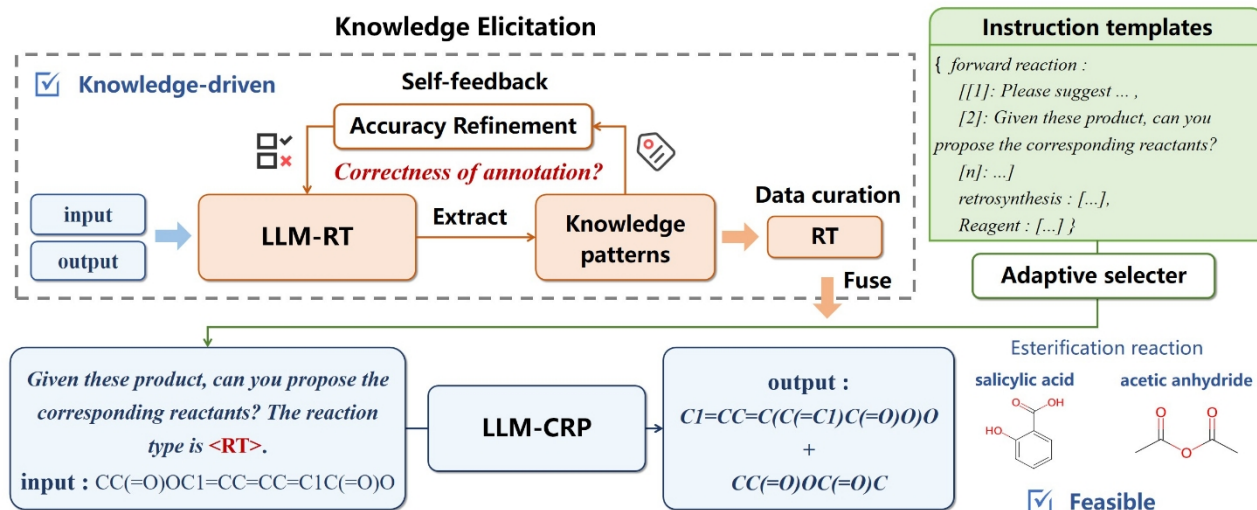 Knowledge Elicitation
Knowledge-driven
Self-feedback
Accuracy Refinement
Correctness of annotation?
input
output
LLM-RT
Extract
Knowledge
patterns
Data curation
RT
Fuse
Instruction templates
{ forward reaction :
[[1]: Please suggest ... ,
[2]: Given these product, can you
propose the corresponding reactants?
[n]: ...]
retrosynthesis : [...],
Reagent : [...] }
Adaptive selecter
Given these product, can you propose the
corresponding reactants? The reaction
type is <RT>.
input : CC(=O)OC1=CC=CC=C1C(=O)O
LLM-CRP
output :
C1=CC=C(C(=C1)C(=O)O)O
+
CC(=O)OC(=O)C
Esterification reaction
salicylic acid
acetic anhydride
O
OH
HO
O
O
O
Feasible